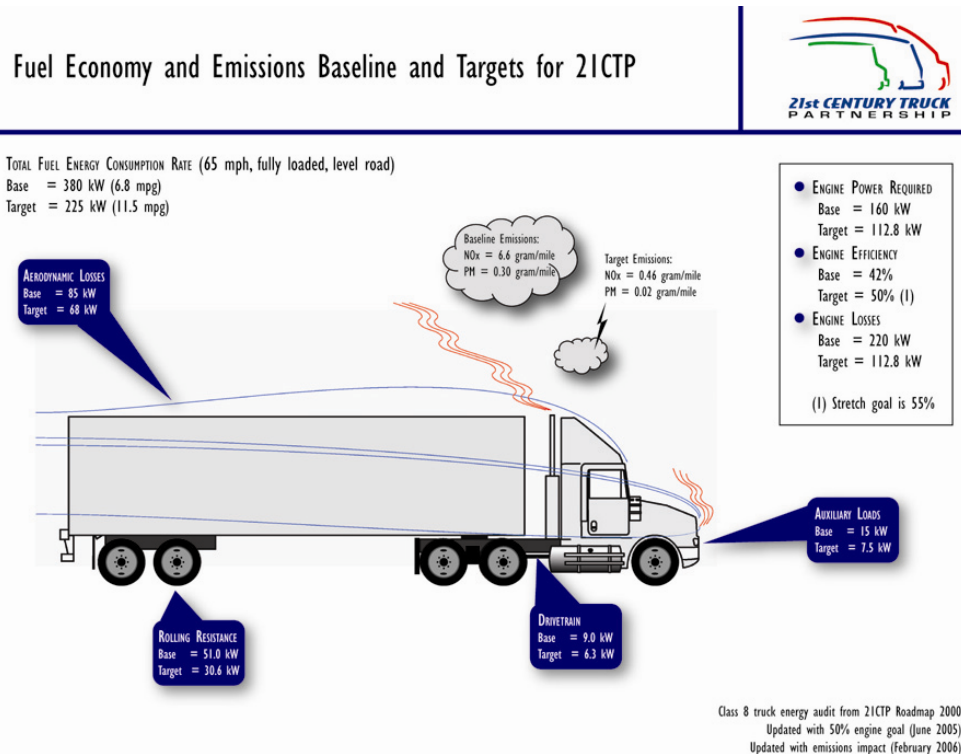 Fuel Economy and Emissions Baseline and Targets for 21CTP
21st CENTURY TRUCK
PARTNERSHIP
TOTAL FUEL ENERGY CONSUMPTION RATE (65 mph, fully loaded, level road)
Base = 380 kW (6.8 mpg)
Target = 225 kW (11.5 mpg)
ENGINE POWER REQUIRED
Base = 160 kW
Target = 112.8 kW
ENGINE EFFICIENCY
Base = 42%
Target = 50% (1)
ENGINE LOSSES
Base = 220 kW
Target = 112.8 kW
(1) Stretch goal is 55%
Baseline Emissions:
NOx = 6.6 gram/mile
PM = 0.30 gram/mile
Target Emissions:
NOx = 0.46 gram/mile
PM = 0.02 gram/mile
AERODYNAMIC LOSSES
Base = 85 kW
Target = 68 kW
AUXILIARY LOADS
Base = 15 kW
Target = 7.5 kW
DRIVETRAIN
Base = 9.0 kW
Target = 6.3 kW
ROLLING RESISTANCE
Base = 51.0 kW
Target = 30.6 kW
Class 8 truck energy audit from 21CTP Roadmap 2000
Updated with 50% engine goal (June 2005)
Updated with emissions impact (February 2006)